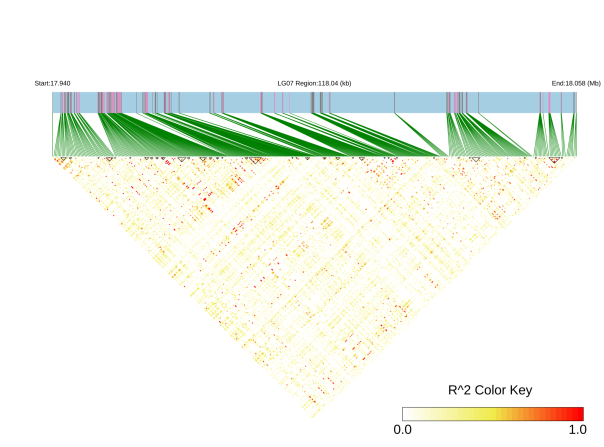 Start:17.940 LG07 Region:118.04 (kb) End:18.058 (Mb)
R^2 Color Key
0.0 1.0